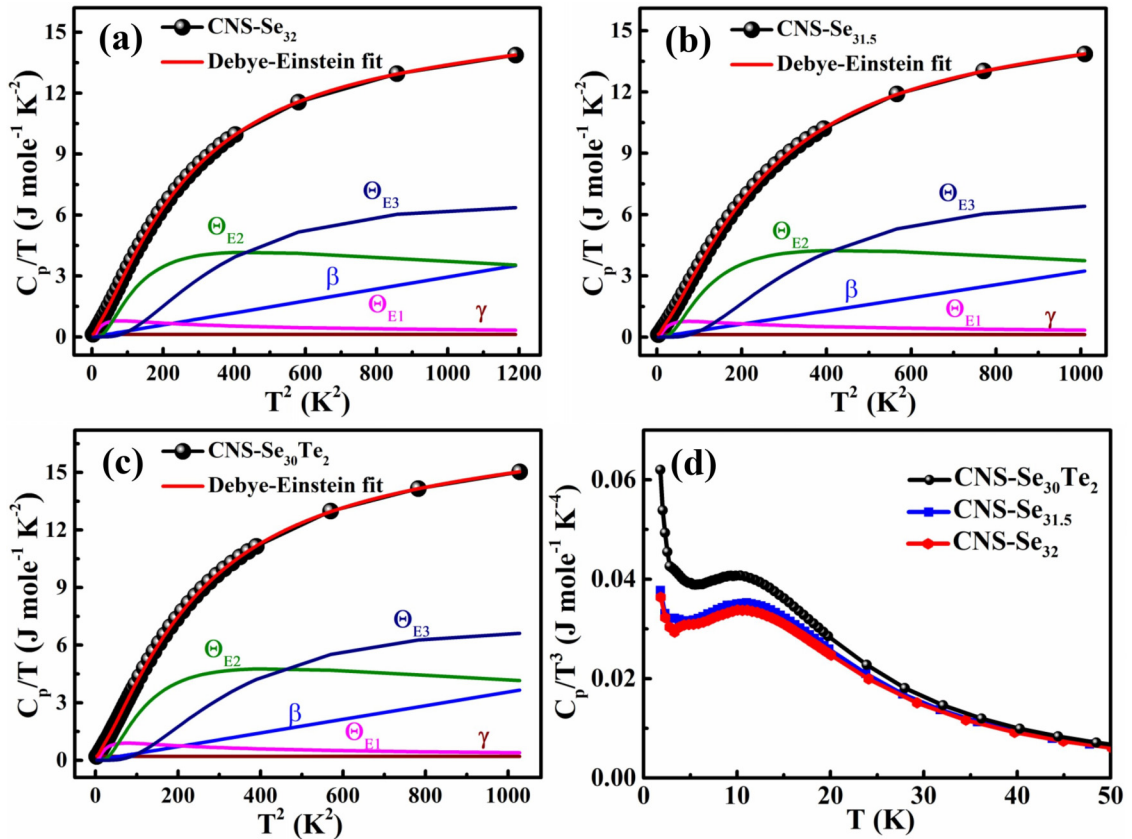 (a)
CNS-Se32
Debye-Einstein fit
15
12
9
6
3
0
Cp/T (J mole-1 K-2)
ΘE3
ΘE2
β
ΘE1
γ
0 200 400 600 800 1000 1200
T2 (K2)
(b)
CNS-Se31.5
Debye-Einstein fit
15
12
9
6
3
0
Cp/T (J mole-1 K-2)
ΘE3
ΘE2
β
ΘE1
γ
0 200 400 600 800 1000
T2 (K2)
(c)
CNS-Se30Te2
Debye-Einstein fit
15
12
9
6
3
0
Cp/T (J mole-1 K-2)
ΘE3
ΘE2
β
ΘE1
γ
0 200 400 600 800 1000
T2 (K2)
(d)
CNS-Se30Te2
CNS-Se31.5
CNS-Se32
0.06
0.04
0.02
0.00
Cp/T3 (J mole-1 K-4)
0 10 20 30 40 50
T (K)